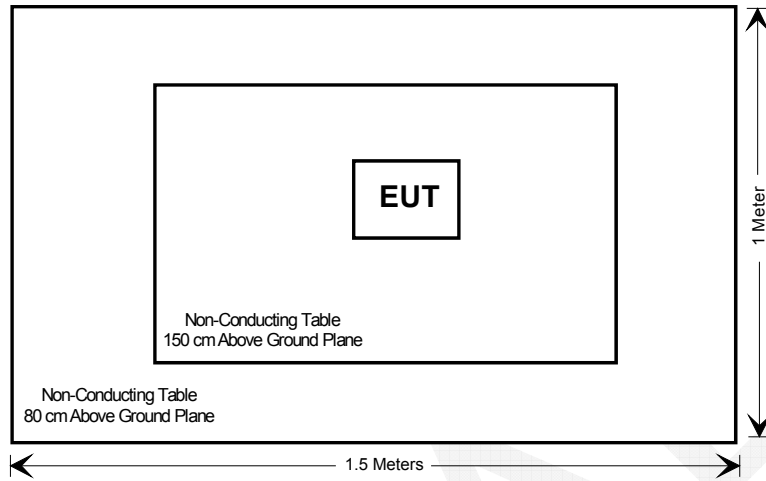 EUT
Non-Conducting Table
150 cm Above Ground Plane
Non-Conducting Table
80 cm Above Ground Plane
1 Meter
1.5 Meters